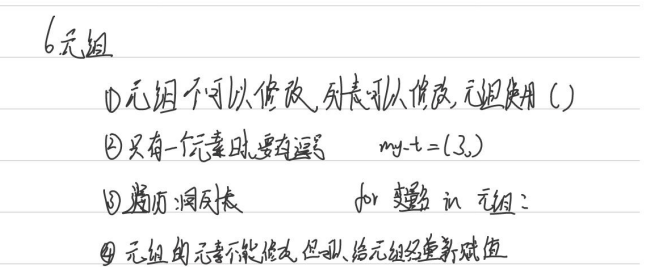 6元组
①元组不可以修改,列表可以修改,元组使用()
②只有一个元素时,要有逗号 my-t=(3,)
③遍历:同列表 for 变量名 in 元组:
④ 元组的元素不能修改,但可以给元组名重新赋值